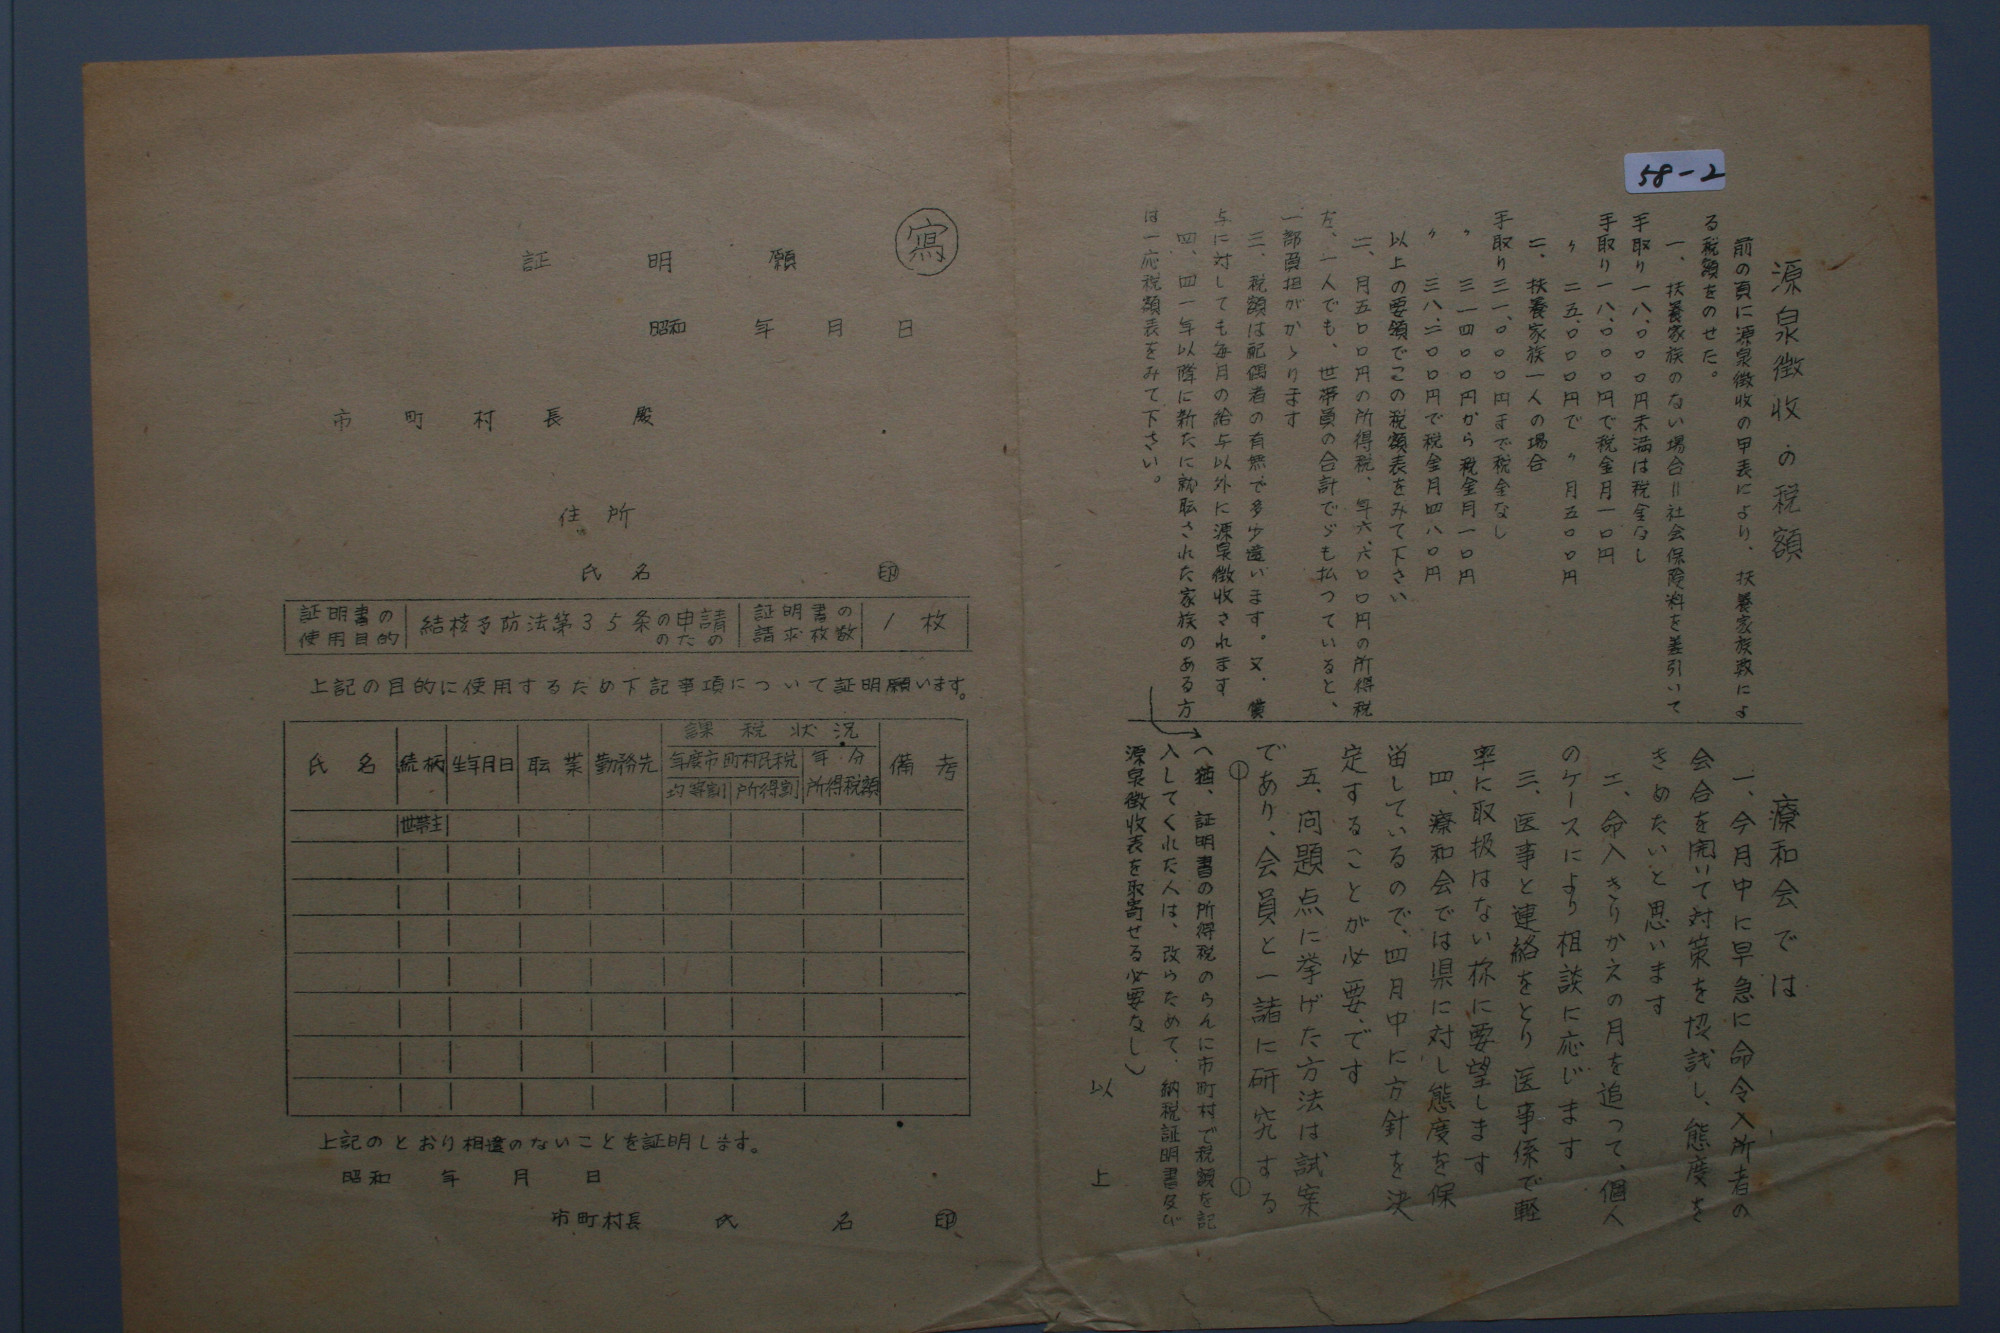 58-2
源泉徴収の税額
前の頁に源泉徴収の甲表により、扶養家族数によ
る税額をのせた。
一、扶養家族のない場合＝社会保険料を差引いて
手取り一八、〇〇〇円未満は税金なし
手取り一八、〇〇〇円で税金月一〇円
〃 二五、〇〇〇円で 〃 月五〇〇円
二、扶養家族一人の場合
手取り三一、〇〇〇円まで税金なし
〃 三一四〇〇円から税金月一〇円
〃 三八、二〇〇円で税金月四八〇円
以上の要領でこの税額表をみて下さい
二、月五〇〇円の所得税、年六、六〇〇円の所得税
が、一人でも、世帯員の合計でゞも払つていると、
一部負担がかゝります
三、税額は配偶者の有無で多少違います。又、賞
与に対しても毎月の給与以外に源泉徴収されます
四、四一年以降に新たに就転された家族のある方
は一応税額表をみて下さい。
療和会では
一、今月中に早急に命令入所者の
会合を開いて対策を協議し、態度を
きめたいと思います
二、命入きりかえの月を追つて、個人
のケースにより相談に応じます
三、医事と連絡をとり 医事係で軽
率に取扱はない様に要望します
四、療和会では県に対し態度を保
留しているので、四月中に方針を決
定することが必要です
五、問題点に挙げた方法は試案
であり、会員と一諸に研究する
(猶、証明書の所得税のらんに市町村で税額を記
入してくれた人は、改らためて、納税証明書及び
源泉徴収表を取寄せる必要なし)
以上
寫
証明願
昭和 年 月 日
市町村長殿
住所
氏名 印
証明書の使用目的 結核予防法第35条の申請のための 証明書の請求枚数 1枚
上記の目的に使用するため下記事項について証明願います。
氏名 続柄 生年月日 転業 勤務先 課税状況 備考
年度市町村民税 年・分所得税額
均等割 所得割
世帯主
上記のとおり相違のないことを証明します。
昭和 年 月 日
市町村長 氏 名 印